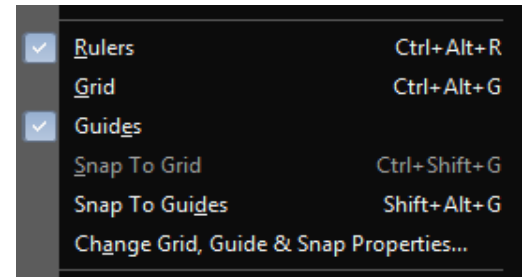 Rulers Ctrl+Alt+R
Grid Ctrl+Alt+G
Guides
Snap To Grid Ctrl+Shift+G
Snap To Guides Shift+Alt+G
Change Grid, Guide & Snap Properties...